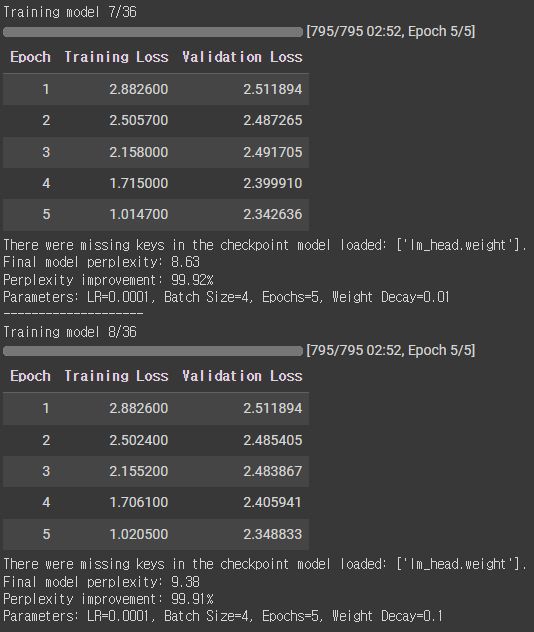 Training model 7/36
[795/795 02:52, Epoch 5/5]
Epoch Training Loss Validation Loss
1 2.882600 2.511894
2 2.505700 2.487265
3 2.158000 2.491705
4 1.715000 2.399910
5 1.014700 2.342636
There were missing keys in the checkpoint model loaded: ['lm_head.weight'].
Final model perplexity: 8.63
Perplexity improvement: 99.92%
Parameters: LR=0.0001, Batch Size=4, Epochs=5, Weight Decay=0.01
--------------------
Training model 8/36
[795/795 02:52, Epoch 5/5]
Epoch Training Loss Validation Loss
1 2.882600 2.511894
2 2.502400 2.485405
3 2.155200 2.483867
4 1.706100 2.405941
5 1.020500 2.348833
There were missing keys in the checkpoint model loaded: ['lm_head.weight'].
Final model perplexity: 9.38
Perplexity improvement: 99.91%
Parameters: LR=0.0001, Batch Size=4, Epochs=5, Weight Decay=0.1